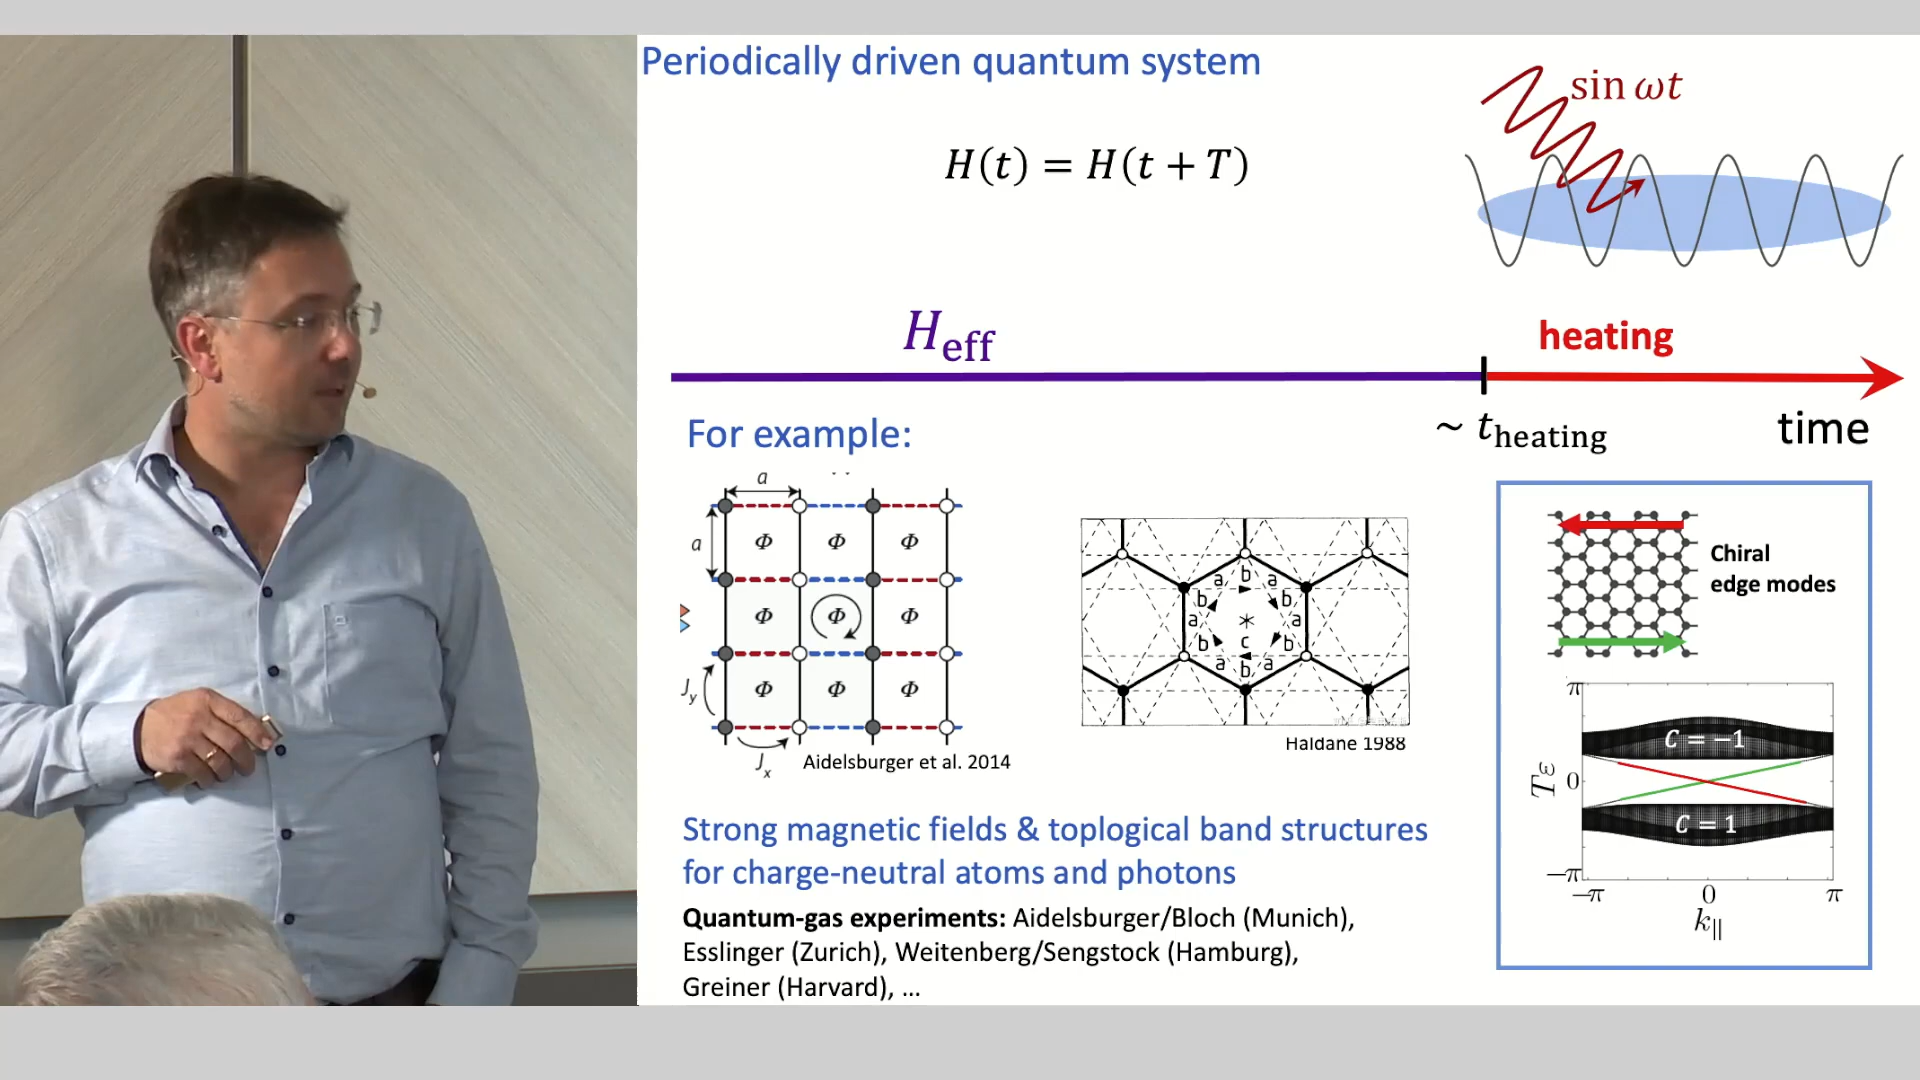 Periodically driven quantum system
sin ωt
H(t) = H(t + T)
H_eff
heating
~ t_heating
time
For example:
a
a
Φ Φ Φ
Φ Φ Φ
Φ Φ Φ
J_y
J_x
Aidelsburger et al. 2014
a b a
b b
a * a
b c b
a b a
Haldane 1988
Chiral
edge modes
π
C = −1
Tε 0
C = 1
−π
−π 0 π
k_||
Strong magnetic fields & toplogical band structures
for charge-neutral atoms and photons
Quantum-gas experiments: Aidelsburger/Bloch (Munich),
Esslinger (Zurich), Weitenberg/Sengstock (Hamburg),
Greiner (Harvard), ...